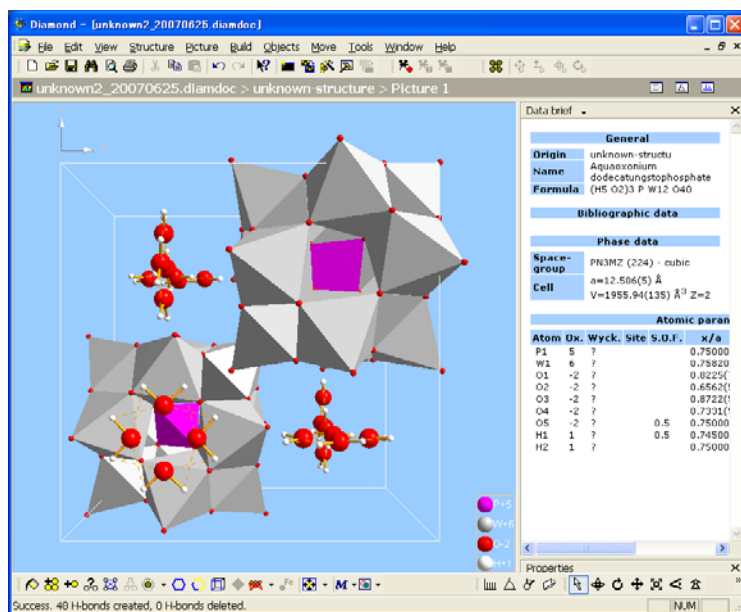 Diamond - [unknown2_20070625.diamdoc]
File Edit View Structure Picture Build Objects Move Tools Window Help
unknown2_20070625.diamdoc > unknown-structure > Picture 1
Data brief
General
Origin unknown-structu
Name Aquaoxonium
dodecatungstophosphate
Formula (H5 O2)3 P W12 O40
Bibliographic data
Phase data
Space-group PN3MZ (224) - cubic
Cell a=12.506(5) Å
V=1955.94(135) Å3 Z=2
Atomic paran
Atom Ox. Wyck. Site S.O.F. x/a
P1 5 ? 0.75000
W1 6 ? 0.75820
O1 -2 ? 0.8225(
O2 -2 ? 0.6562(
O3 -2 ? 0.8722(
O4 -2 ? 0.7331(
O5 -2 ? 0.5 0.75000
H1 1 ? 0.5 0.74500
H2 1 ? 0.75000
P+5
W+6
O-2
H+1
Properties
Success. 48 H-bonds created, 0 H-bonds deleted.
NUM